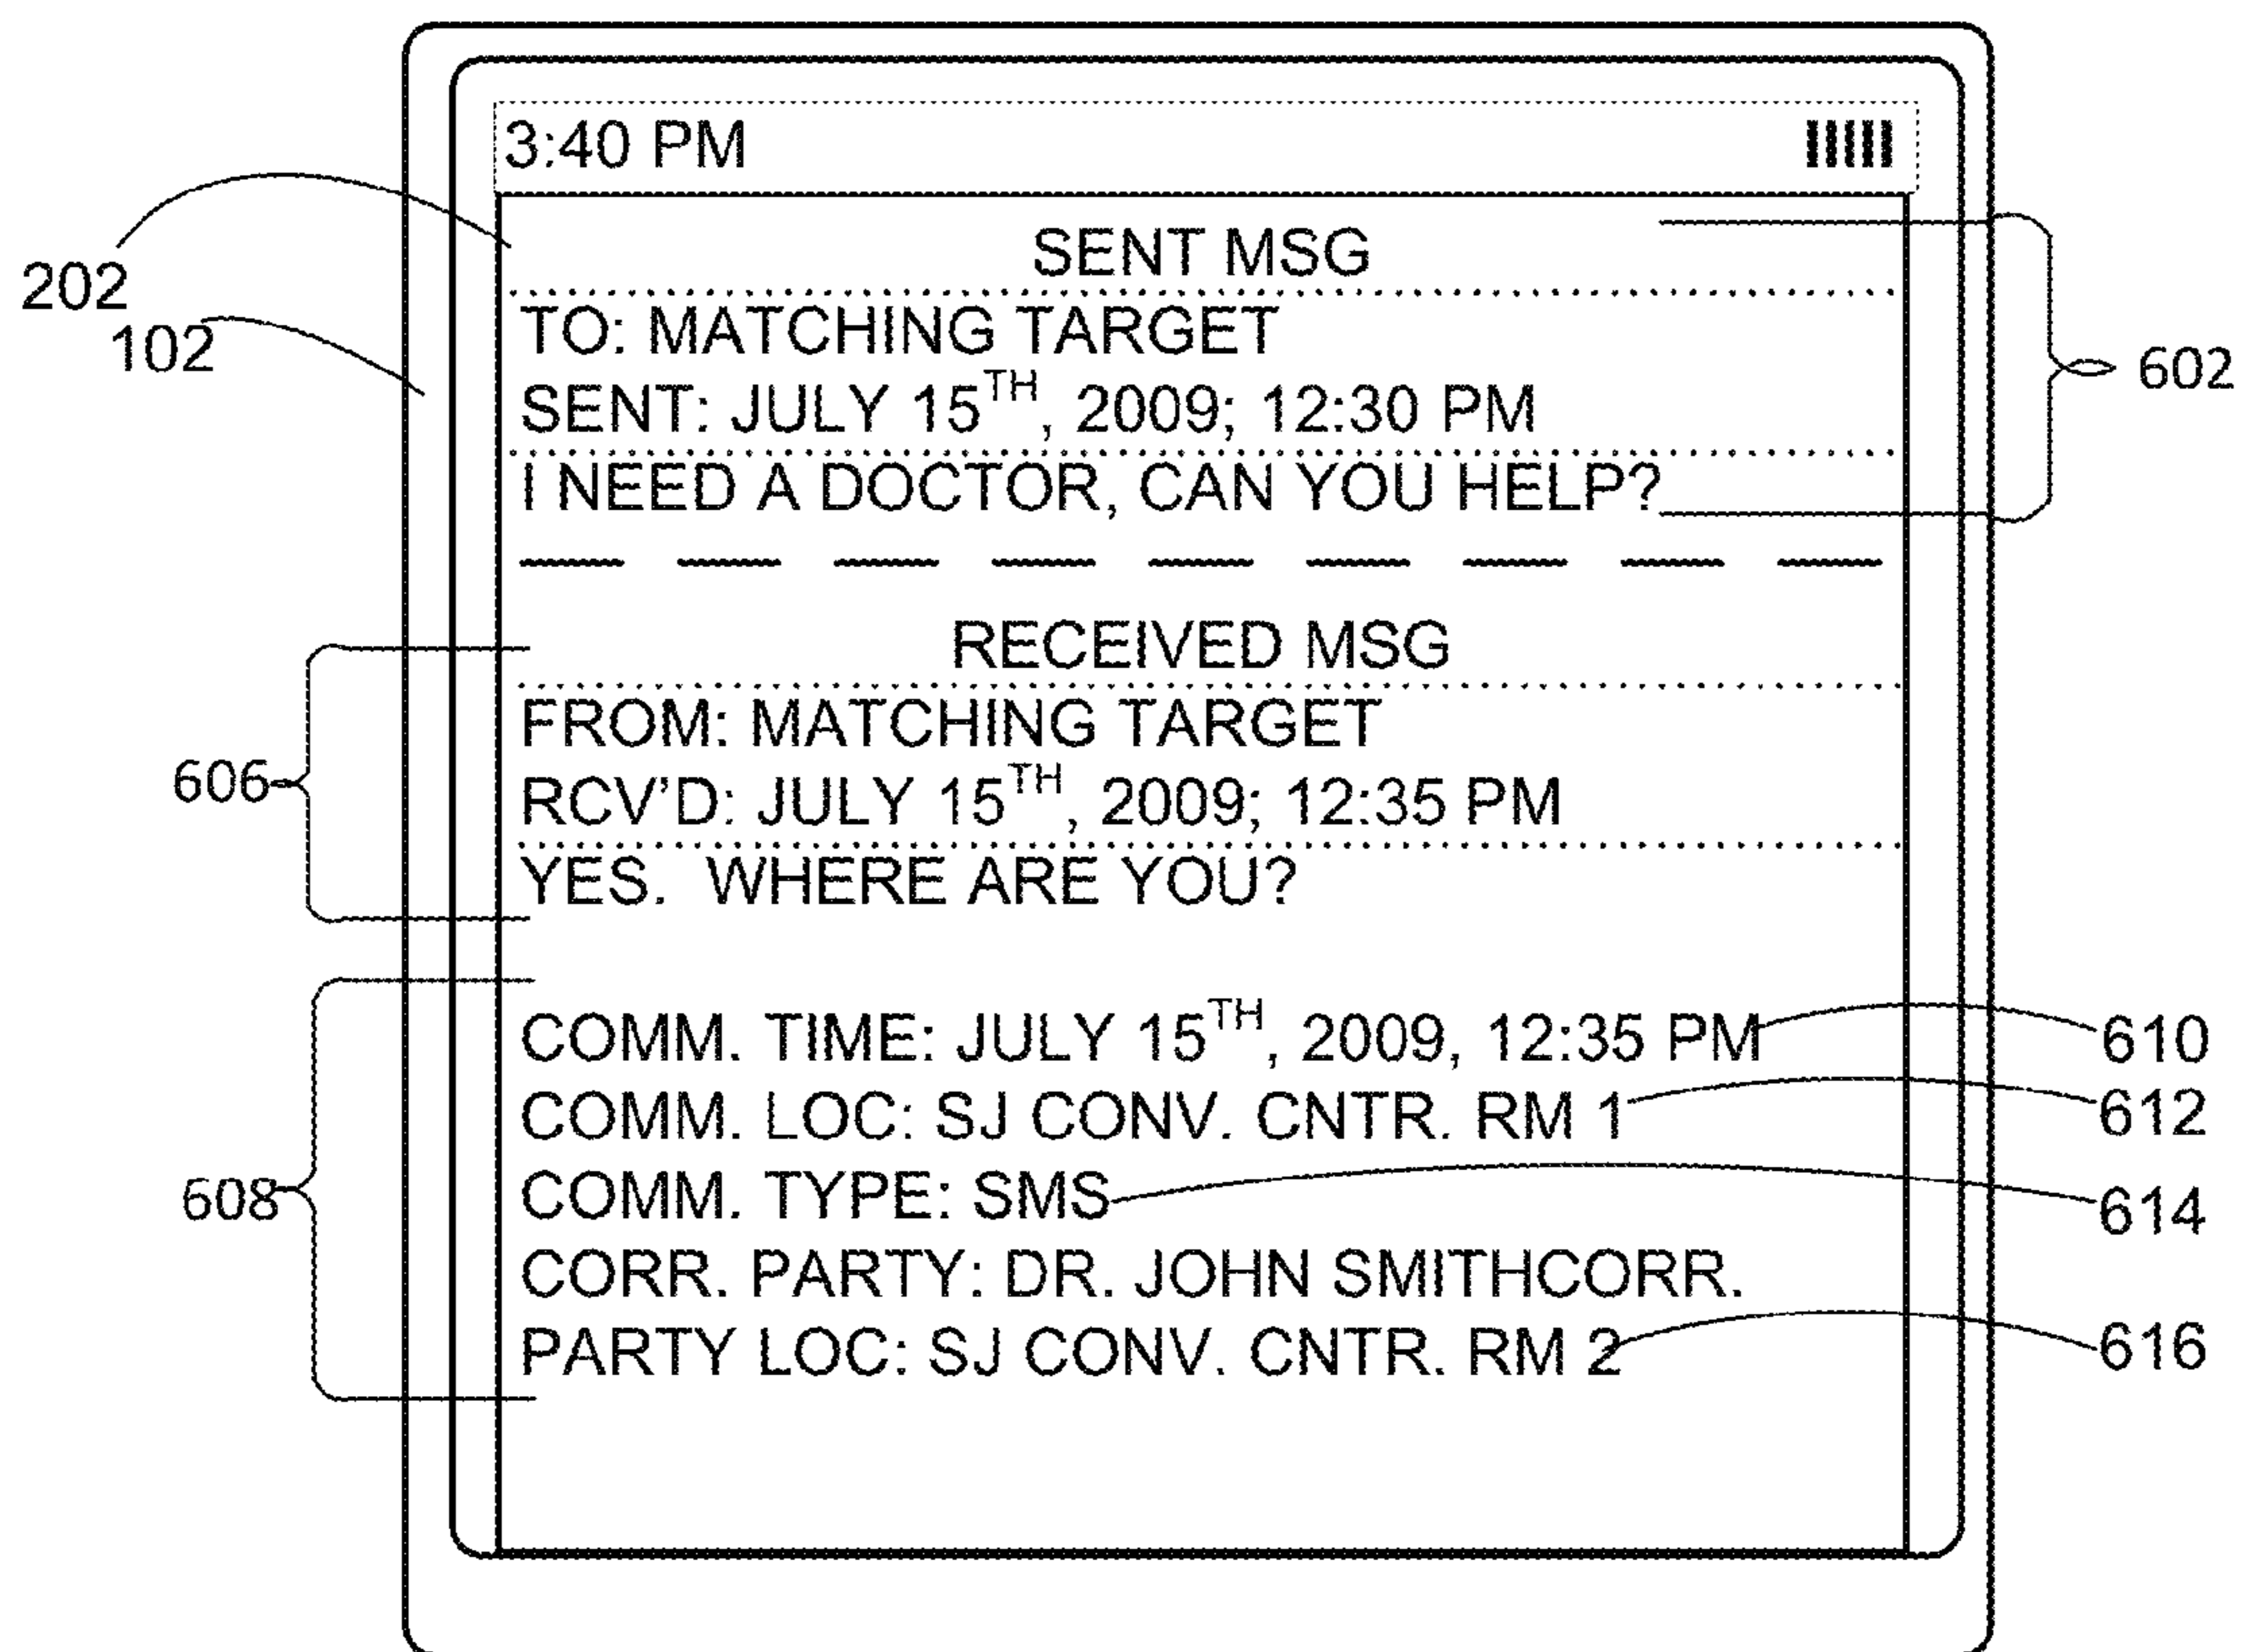 3:40 PM
SENT MSG
202
TO: MATCHING TARGET
102
602
SENT: JULY 15TH, 2009; 12:30 PM
I NEED A DOCTOR, CAN YOU HELP?
RECEIVED MSG
FROM: MATCHING TARGET
606
RCV'D: JULY 15TH, 2009; 12:35 PM
YES. WHERE ARE YOU?
COMM. TIME: JULY 15TH, 2009, 12:35 PM
610
COMM. LOC: SJ CONV. CNTR. RM 1
612
608
COMM. TYPE: SMS
614
CORR. PARTY: DR. JOHN SMITHCORR.
PARTY LOC: SJ CONV. CNTR. RM 2
616